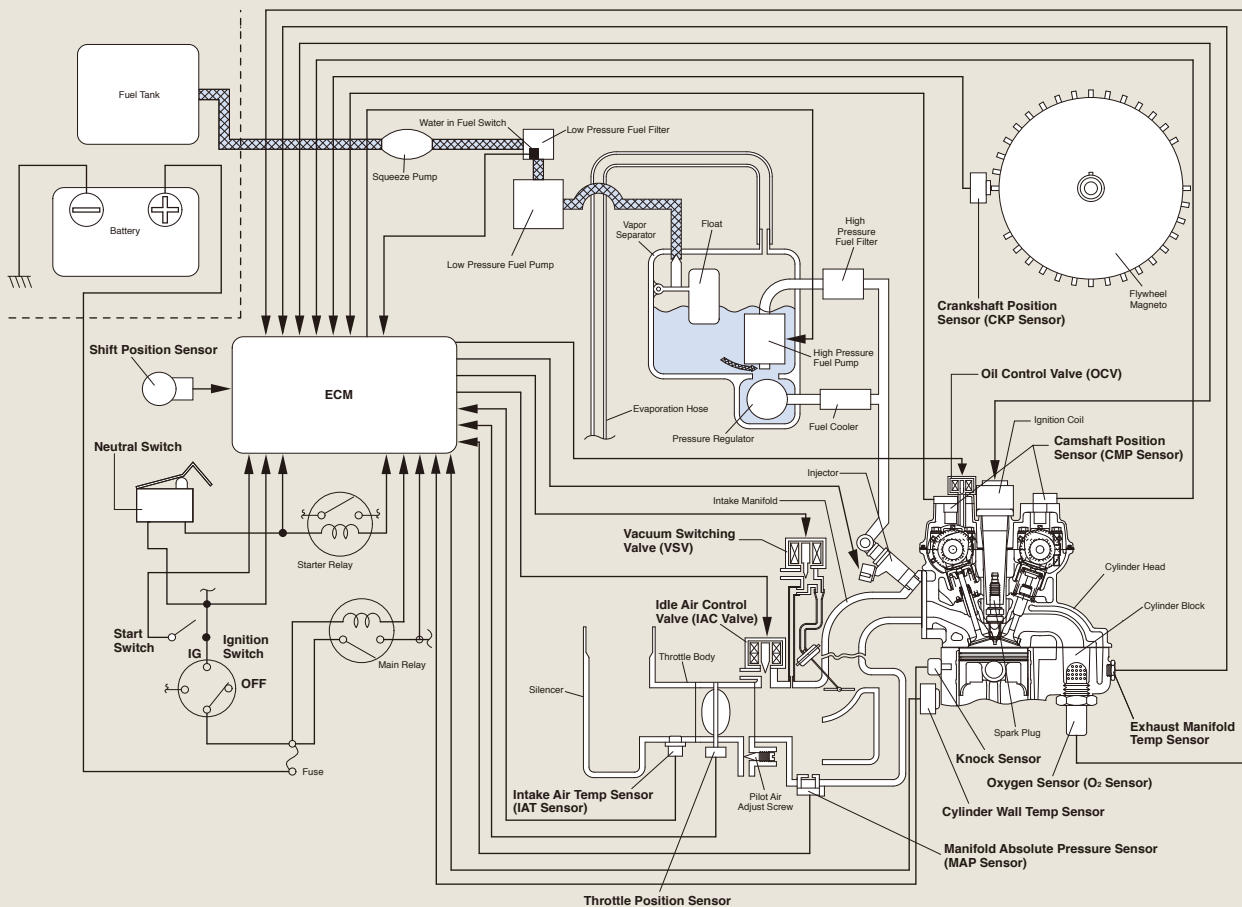 Fuel Tank
Water in Fuel Switch
Low Pressure Fuel Filter
Squeeze Pump
Battery
Low Pressure Fuel Pump
Vapor
Separator
Float
High
Pressure
Fuel Filter
Crankshaft Position
Sensor (CKP Sensor)
Flywheel
Magneto
Shift Position Sensor
ECM
High Pressure
Fuel Pump
Oil Control Valve (OCV)
Evaporation Hose
Pressure Regulator
Fuel Cooler
Ignition Coil
Camshaft Position
Sensor (CMP Sensor)
Neutral Switch
Injector
Intake Manifold
Starter Relay
Vacuum Switching
Valve (VSV)
Cylinder Head
Cylinder Block
Idle Air Control
Valve (IAC Valve)
Start
Switch
Ignition
Switch
IG
OFF
Main Relay
Throttle Body
Silencer
Fuse
Spark Plug
Exhaust Manifold
Temp Sensor
Knock Sensor
Oxygen Sensor (O₂ Sensor)
Intake Air Temp Sensor
(IAT Sensor)
Pilot Air
Adjust Screw
Cylinder Wall Temp Sensor
Manifold Absolute Pressure Sensor
(MAP Sensor)
Throttle Position Sensor